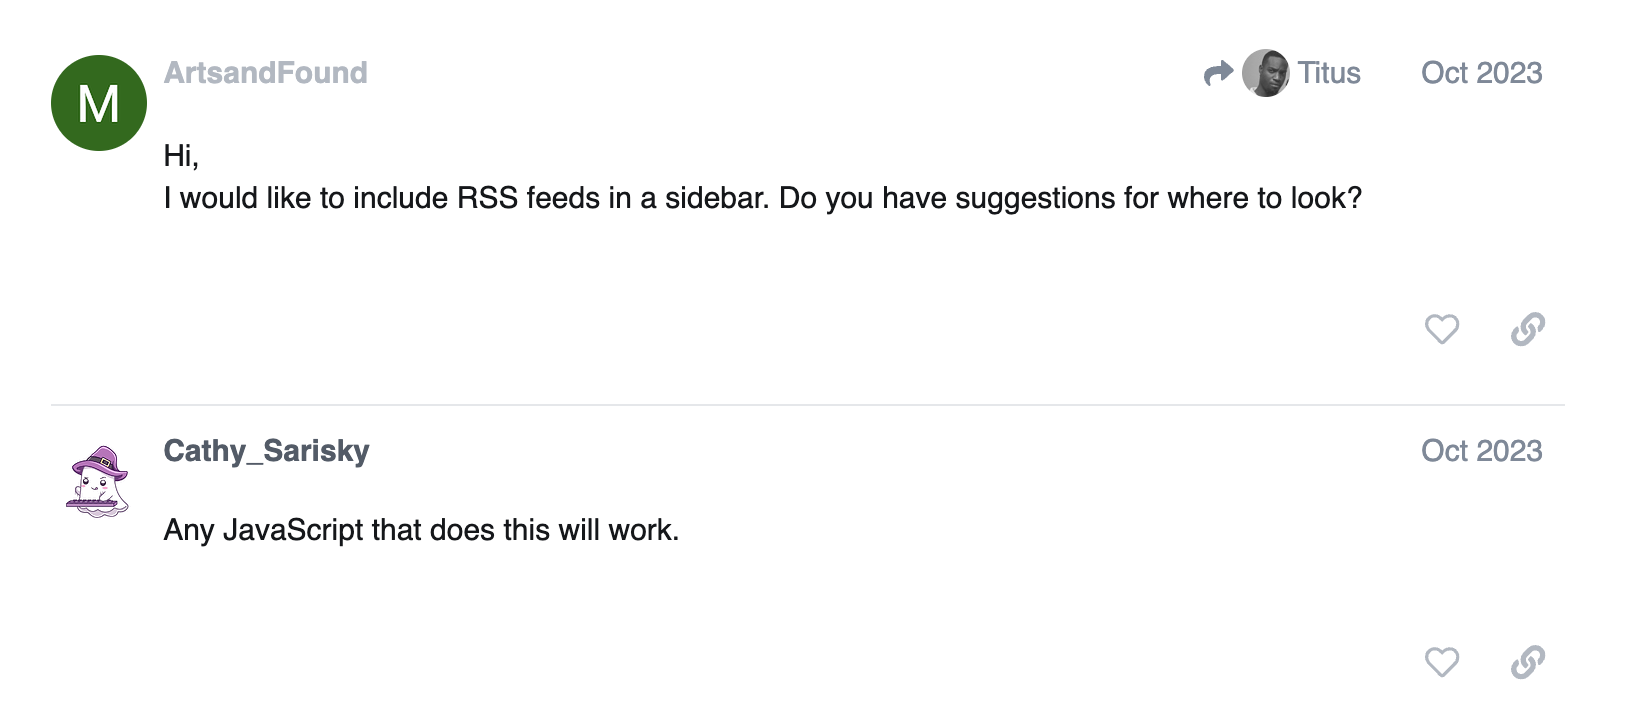 M
ArtsandFound
Titus
Oct 2023
Hi,
I would like to include RSS feeds in a sidebar. Do you have suggestions for where to look?
Cathy_Sarisky
Oct 2023
Any JavaScript that does this will work.